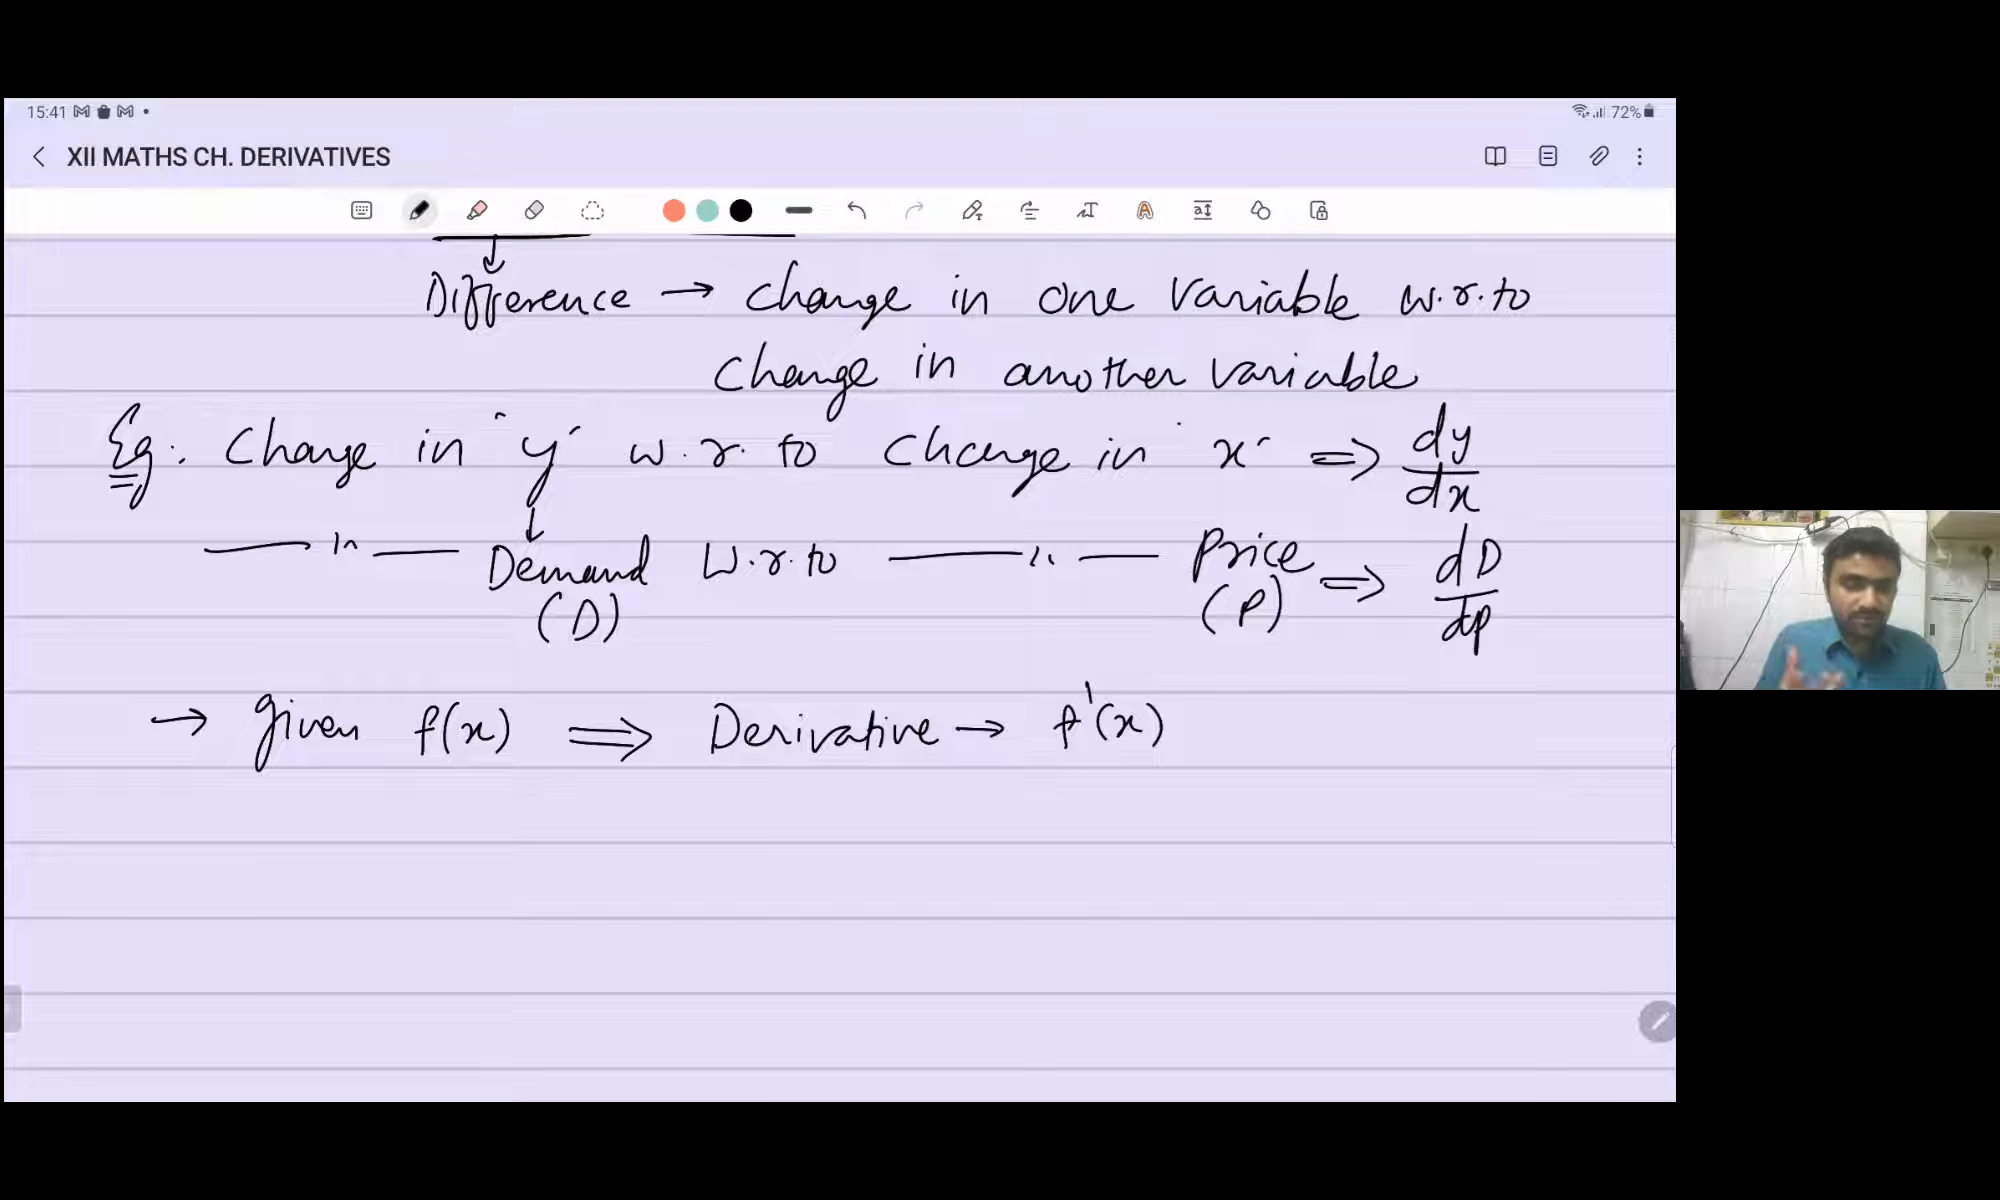 15:41
72%
XII MATHS CH. DERIVATIVES
Difference → change in one variable w.r.to
change in another variable
Eg: Change in "y" w.r.to change in "x" ⇒ dy/dx
—— 〃 —— Demand w.r.to —— 〃 —— Price ⇒ dD/dp
(D) (P)
→ given f(x) ⟹ Derivative → f'(x)